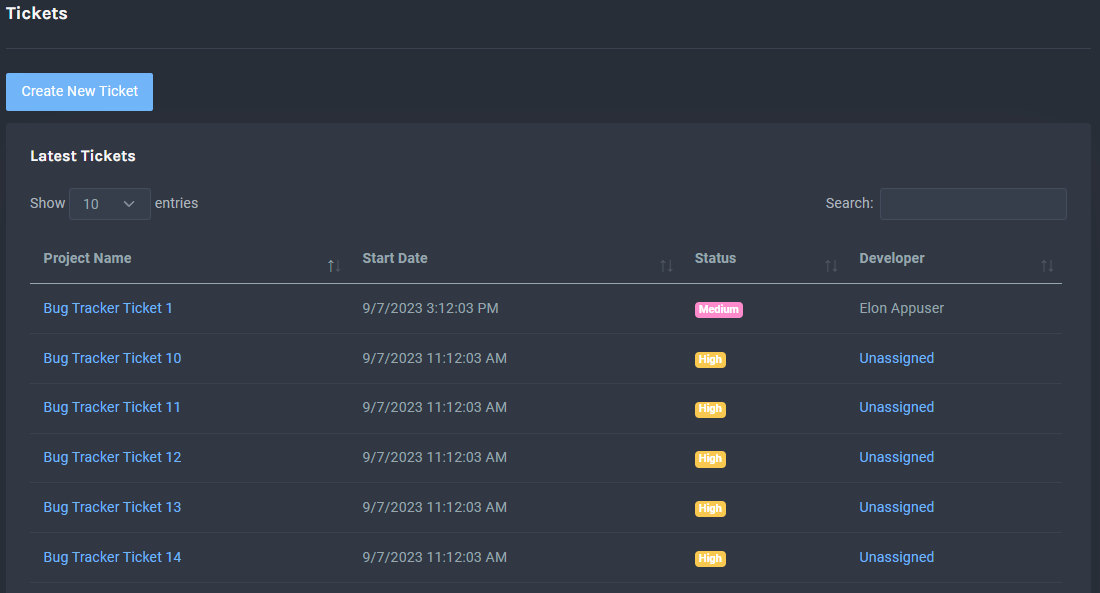 Tickets
Create New Ticket
Latest Tickets
Show 10 entries Search:
Project Name Start Date Status Developer
Bug Tracker Ticket 1 9/7/2023 3:12:03 PM Medium Elon Appuser
Bug Tracker Ticket 10 9/7/2023 11:12:03 AM High Unassigned
Bug Tracker Ticket 11 9/7/2023 11:12:03 AM High Unassigned
Bug Tracker Ticket 12 9/7/2023 11:12:03 AM High Unassigned
Bug Tracker Ticket 13 9/7/2023 11:12:03 AM High Unassigned
Bug Tracker Ticket 14 9/7/2023 11:12:03 AM High Unassigned